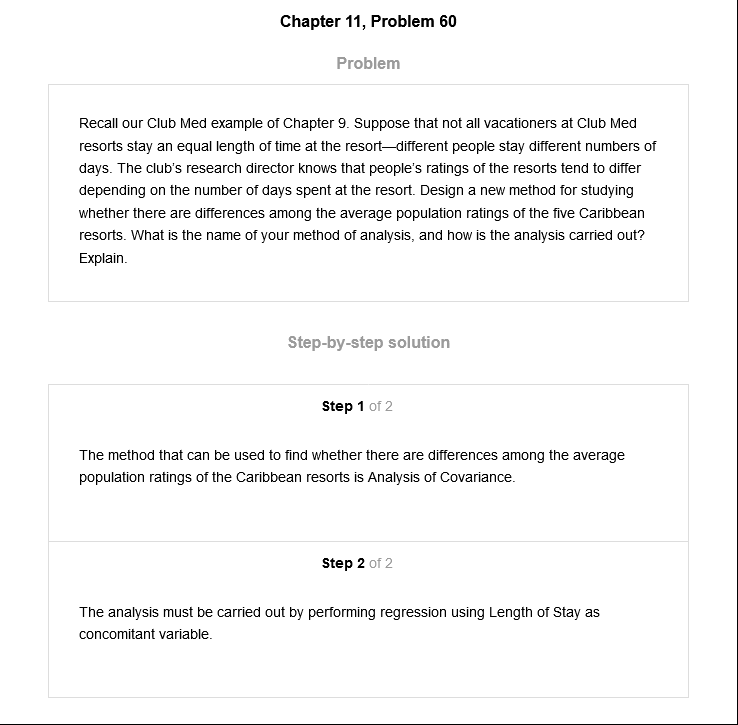 Chapter 11, Problem 60
Problem
Recall our Club Med example of Chapter 9. Suppose that not all vacationers at Club Med
resorts stay an equal length of time at the resort—different people stay different numbers of
days. The club's research director knows that people's ratings of the resorts tend to differ
depending on the number of days spent at the resort. Design a new method for studying
whether there are differences among the average population ratings of the five Caribbean
resorts. What is the name of your method of analysis, and how is the analysis carried out?
Explain.
Step-by-step solution
Step 1 of 2
The method that can be used to find whether there are differences among the average
population ratings of the Caribbean resorts is Analysis of Covariance.
Step 2 of 2
The analysis must be carried out by performing regression using Length of Stay as
concomitant variable.